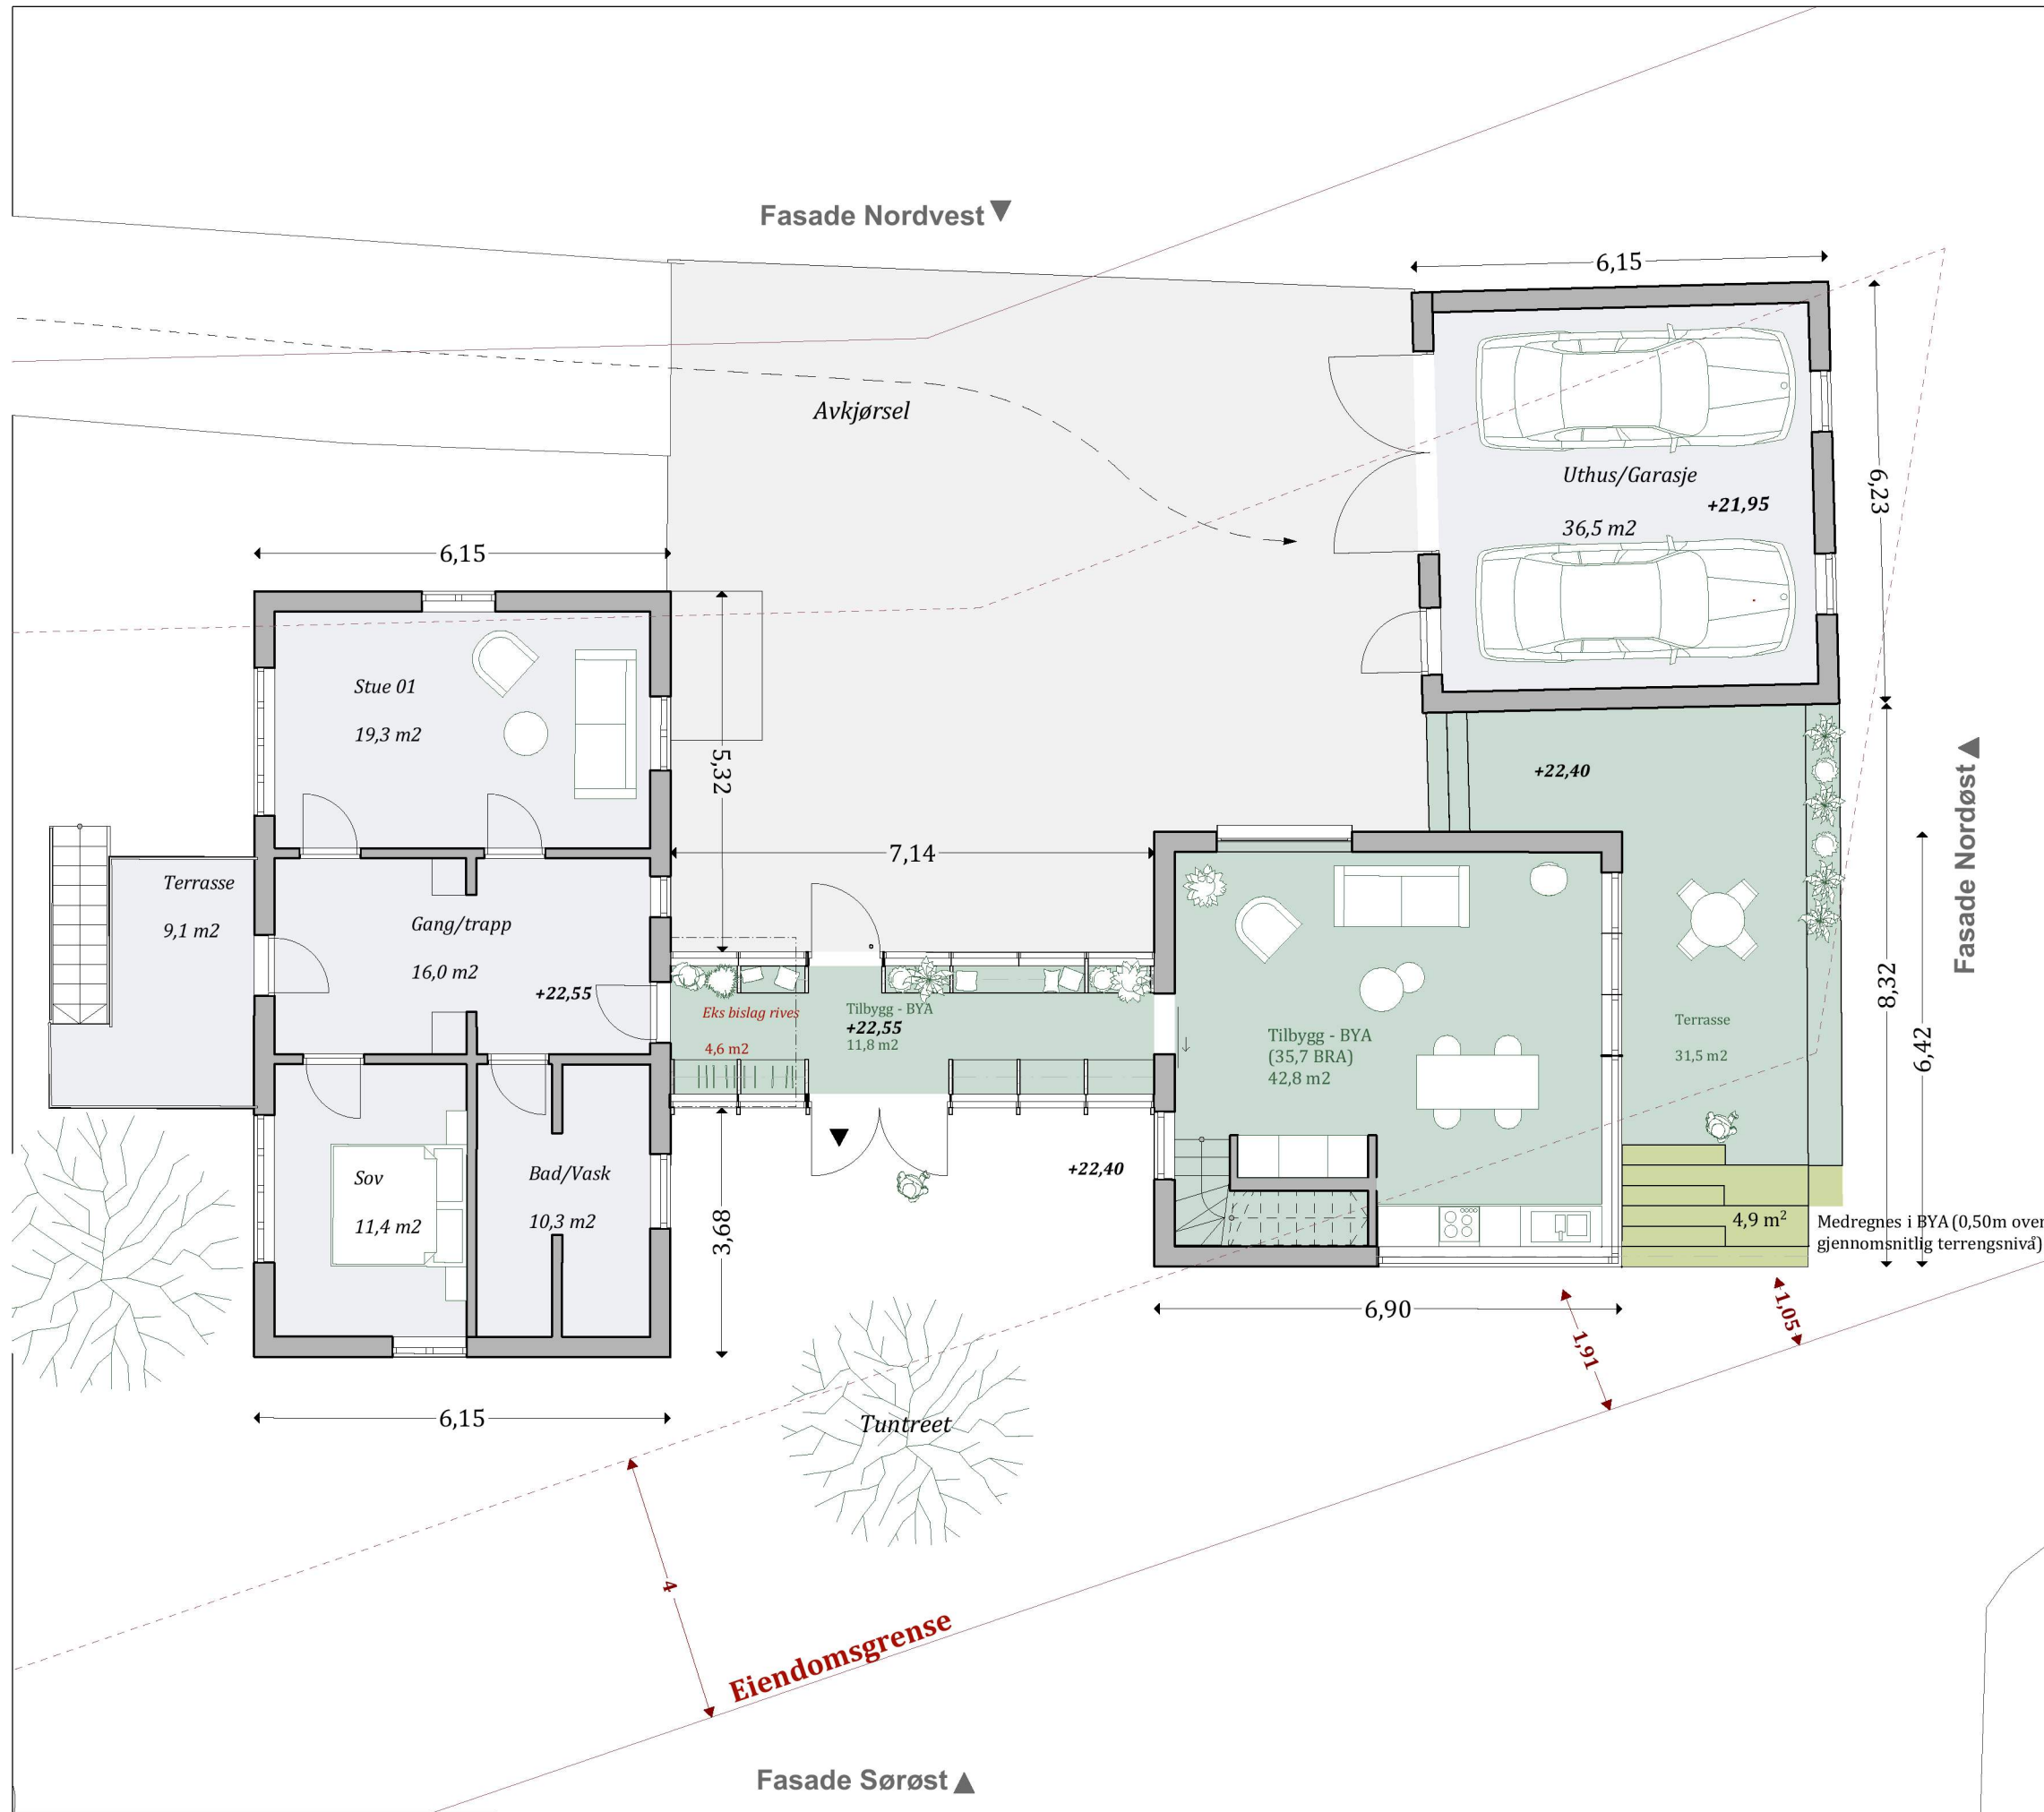 Fasade Nordvest
6,15
Avkjørsel
Uthus/Garasje
+21,95
36,5 m2
6,23
6,15
Stue 01
19,3 m2
5,32
+22,40
Fasade Nordøst
7,14
Terrasse
9,1 m2
Gang/trapp
16,0 m2
+22,55
Eks bislag rives
4,6 m2
Tilbygg - BYA
+22,55
11,8 m2
Tilbygg - BYA
(35,7 BRA)
42,8 m2
Terrasse
31,5 m2
8,32
6,42
Sov
11,4 m2
Bad/Vask
10,3 m2
3,68
+22,40
4,9 m²
Medregnes i BYA (0,50m over
gjennomsnitlig terrengsnivå)
6,90
1,91
1,05
6,15
Tuntreet
4
Eiendomsgrense
Fasade Sørøst